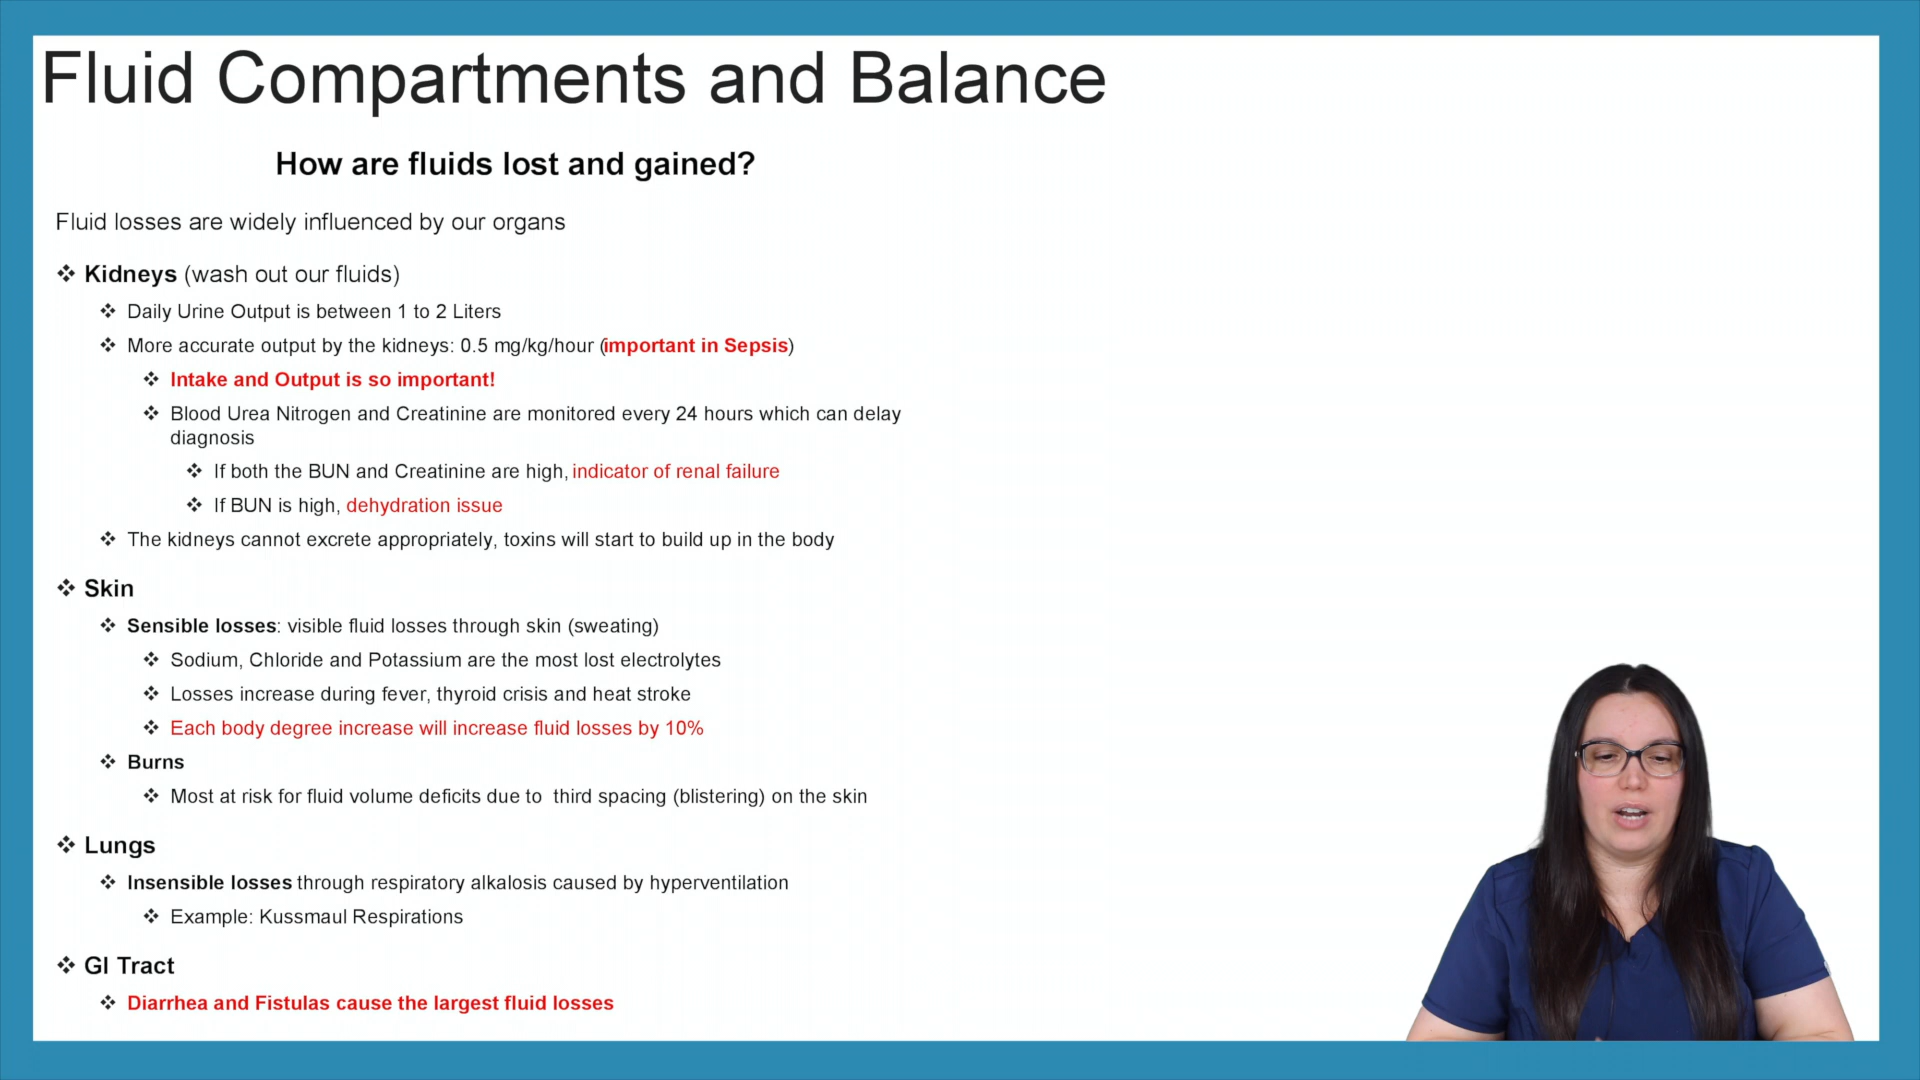 Fluid Compartments and Balance
How are fluids lost and gained?
Fluid losses are widely influenced by our organs
❖ Kidneys (wash out our fluids)
❖ Daily Urine Output is between 1 to 2 Liters
❖ More accurate output by the kidneys: 0.5 mg/kg/hour (important in Sepsis)
❖ Intake and Output is so important!
❖ Blood Urea Nitrogen and Creatinine are monitored every 24 hours which can delay
diagnosis
❖ If both the BUN and Creatinine are high, indicator of renal failure
❖ If BUN is high, dehydration issue
❖ The kidneys cannot excrete appropriately, toxins will start to build up in the body
❖ Skin
❖ Sensible losses: visible fluid losses through skin (sweating)
❖ Sodium, Chloride and Potassium are the most lost electrolytes
❖ Losses increase during fever, thyroid crisis and heat stroke
❖ Each body degree increase will increase fluid losses by 10%
❖ Burns
❖ Most at risk for fluid volume deficits due to third spacing (blistering) on the skin
❖ Lungs
❖ Insensible losses through respiratory alkalosis caused by hyperventilation
❖ Example: Kussmaul Respirations
❖ GI Tract
❖ Diarrhea and Fistulas cause the largest fluid losses